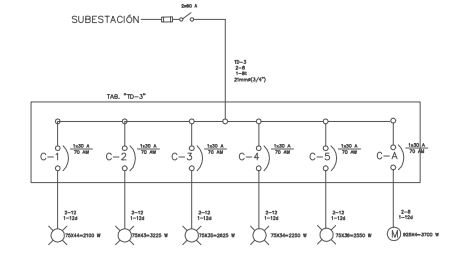 2x60 A
SUBESTACIÓN
TD-3
2-8
1-8t
21mmø(3/4")
TAB. "TD-3"
C-1 1x30 A
70 AM
C-2 1x30 A
70 AM
C-3 1x30 A
70 AM
C-4 1x30 A
70 AM
C-5 1x30 A
70 AM
C-A 1x30 A
70 AM
2-12
1-12d
2-12
1-12d
2-12
1-12d
2-12
1-12d
2-12
1-12d
2-8
1-12d
75X44=2100 W
75X43=3225 W
75X35=2625 W
75X34=2250 W
75X36=2550 W
M